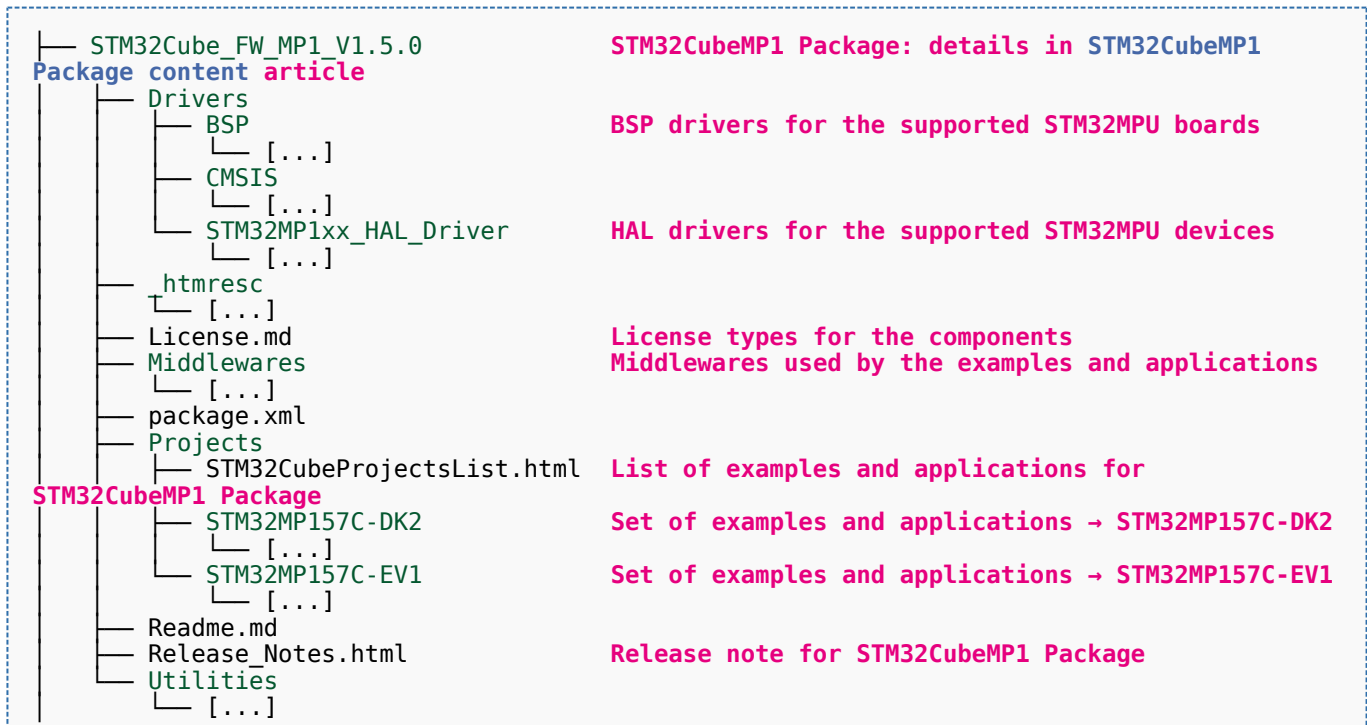 ├── STM32Cube_FW_MP1_V1.5.0             STM32CubeMP1 Package: details in STM32CubeMP1
Package content article
│   ├── Drivers
│   │   ├── BSP                         BSP drivers for the supported STM32MPU boards
│   │   │   └── [...]
│   │   ├── CMSIS
│   │   │   └── [...]
│   │   └── STM32MP1xx_HAL_Driver       HAL drivers for the supported STM32MPU devices
│   │       └── [...]
│   ├── _htmresc
│   │   └── [...]
│   ├── License.md                      License types for the components
│   ├── Middlewares                     Middlewares used by the examples and applications
│   │   └── [...]
│   ├── package.xml
│   ├── Projects
│   │   ├── STM32CubeProjectsList.html  List of examples and applications for
STM32CubeMP1 Package
│   │   ├── STM32MP157C-DK2             Set of examples and applications → STM32MP157C-DK2
│   │   │   └── [...]
│   │   └── STM32MP157C-EV1             Set of examples and applications → STM32MP157C-EV1
│   │       └── [...]
│   ├── Readme.md
│   ├── Release_Notes.html              Release note for STM32CubeMP1 Package
│   └── Utilities
│       └── [...]